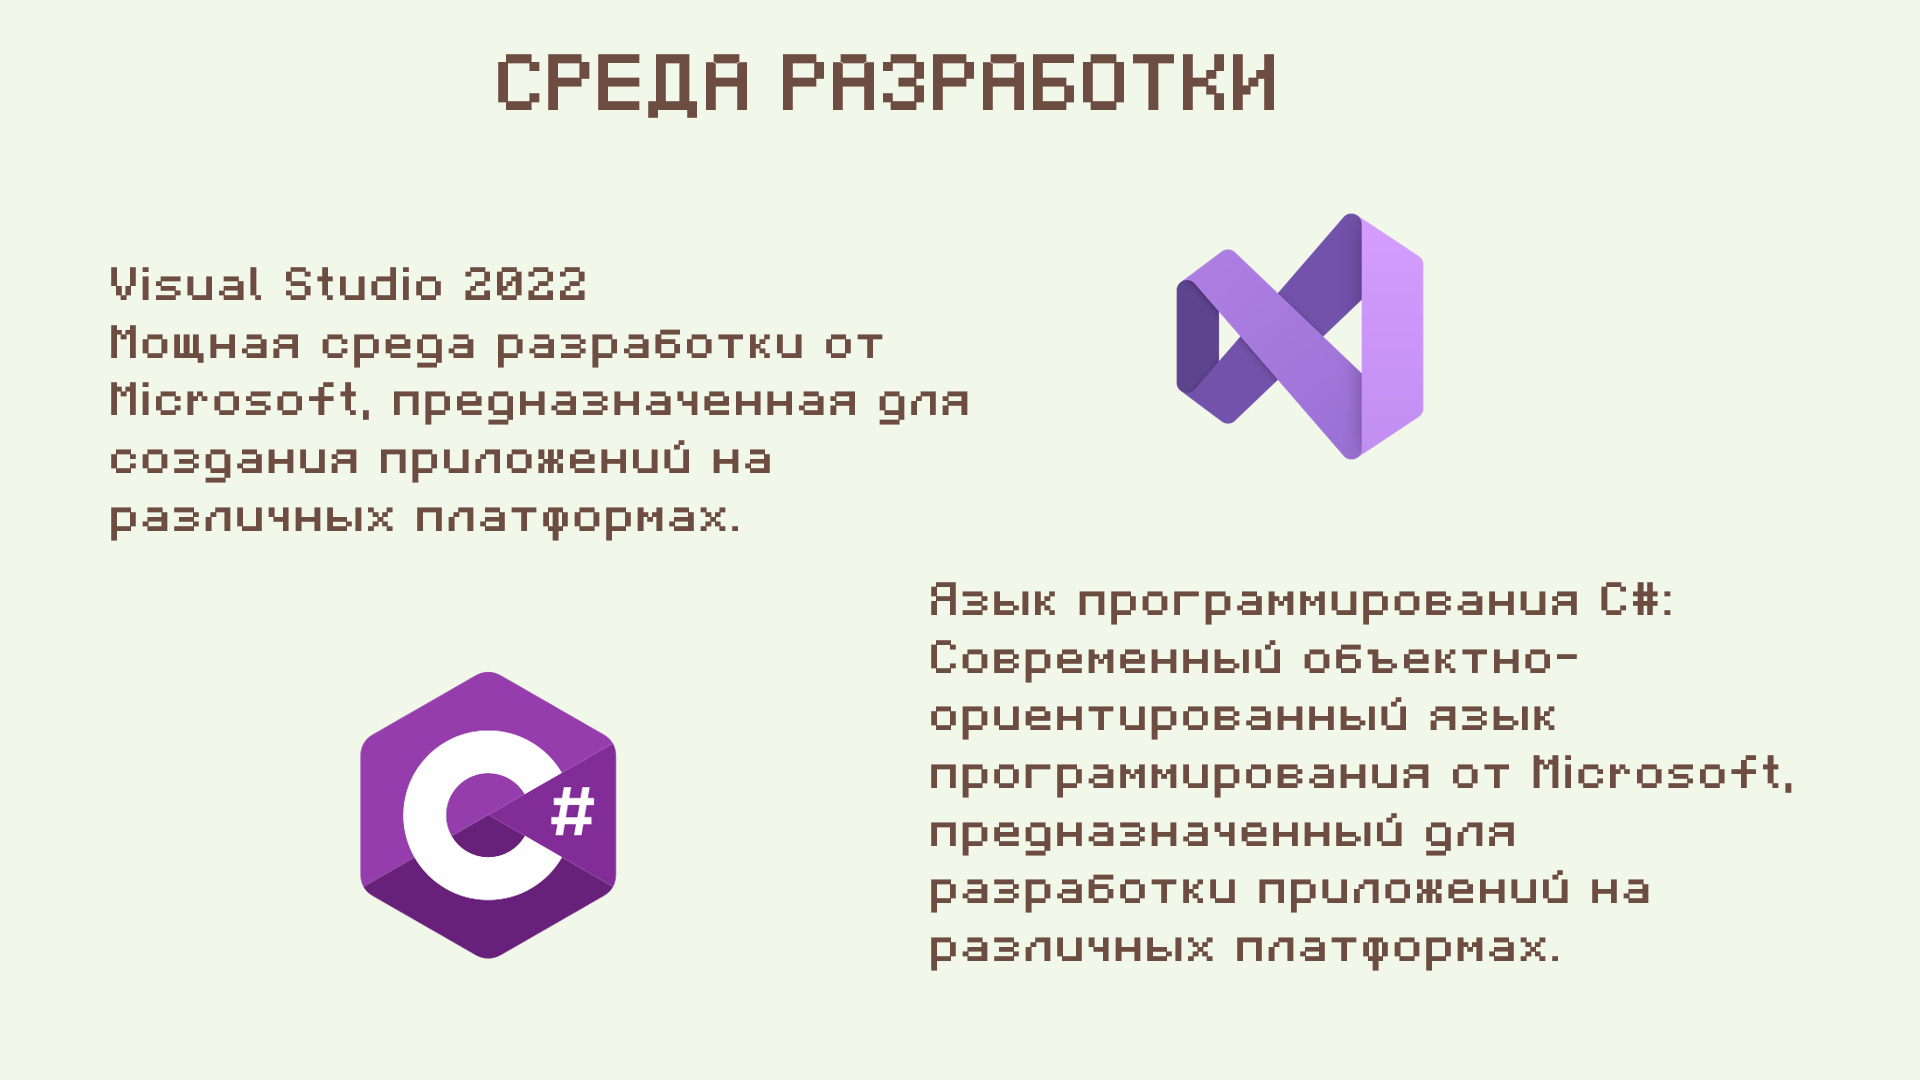 СРЕДА РАЗРАБОТКИ
Visual Studio 2022
Мощная среда разработки от
Microsoft, предназначенная для
создания приложений на
различных платформах.
Язык программирования C#:
Современный объектно-
ориентированный язык
программирования от Microsoft,
предназначенный для
разработки приложений на
различных платформах.
C#